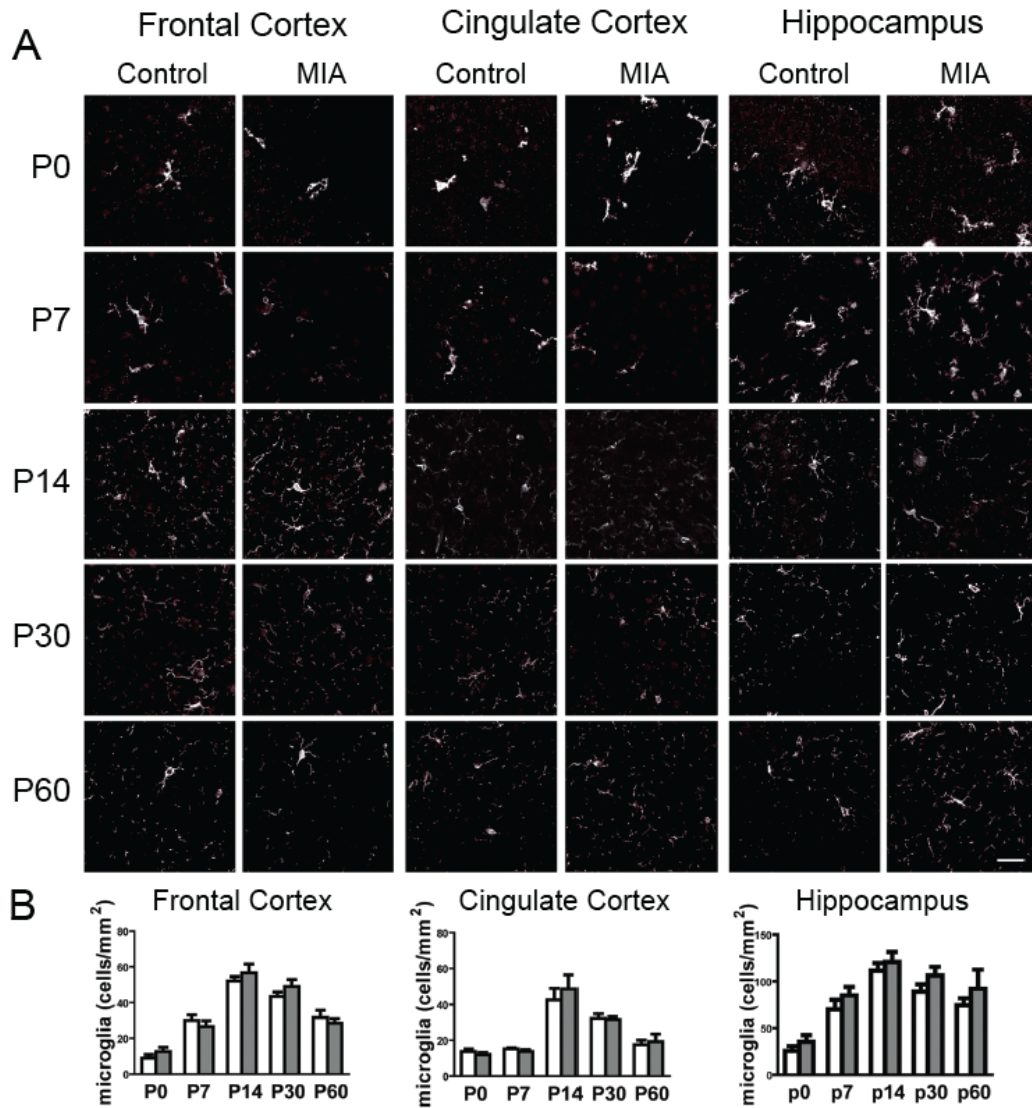 A
Frontal Cortex Cingulate Cortex Hippocampus
Control MIA Control MIA Control MIA
P0
P7
P14
P30
P60
B
Frontal Cortex
microglia (cells/mm²)
80
60
40
20
0
P0 P7 P14 P30 P60
Cingulate Cortex
microglia (cells/mm²)
80
60
40
20
0
P0 P7 P14 P30 P60
Hippocampus
microglia (cells/mm²)
150
100
50
0
p0 p7 p14 p30 p60